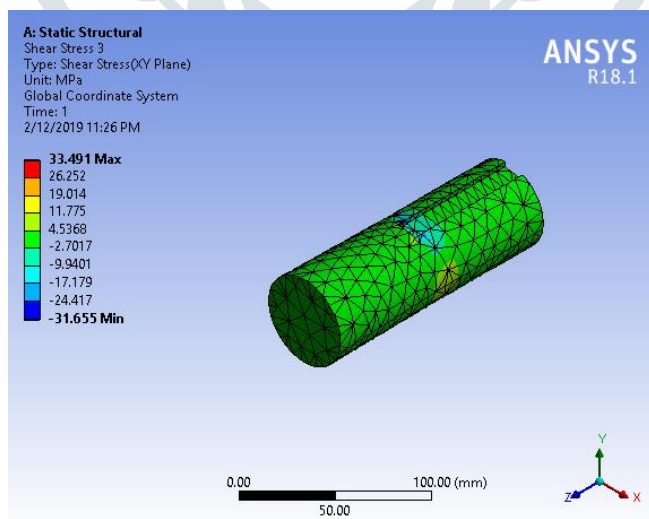 A: Static Structural
Shear Stress 3
Type: Shear Stress(XY Plane)
Unit: MPa
Global Coordinate System
Time: 1
2/12/2019 11:26 PM
ANSYS
R18.1
33.491 Max
26.252
19.014
11.775
4.5368
-2.7017
-9.9401
-17.179
-24.417
-31.655 Min
0.00
100.00 (mm)
50.00
Y
Z
X